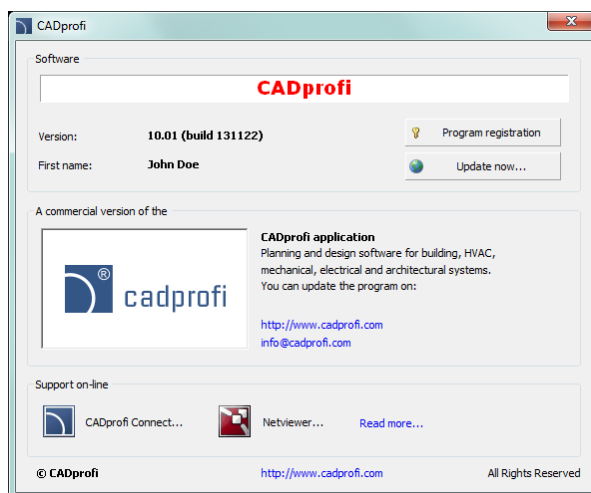 CADprofi
Software
CADprofi
Version: 10.01 (build 131122) Program registration
First name: John Doe Update now...
A commercial version of the
® cadprofi
CADprofi application
Planning and design software for building, HVAC,
mechanical, electrical and architectural systems.
You can update the program on:
http://www.cadprofi.com
info@cadprofi.com
Support on-line
CADprofi Connect... Netviewer... Read more...
© CADprofi http://www.cadprofi.com All Rights Reserved